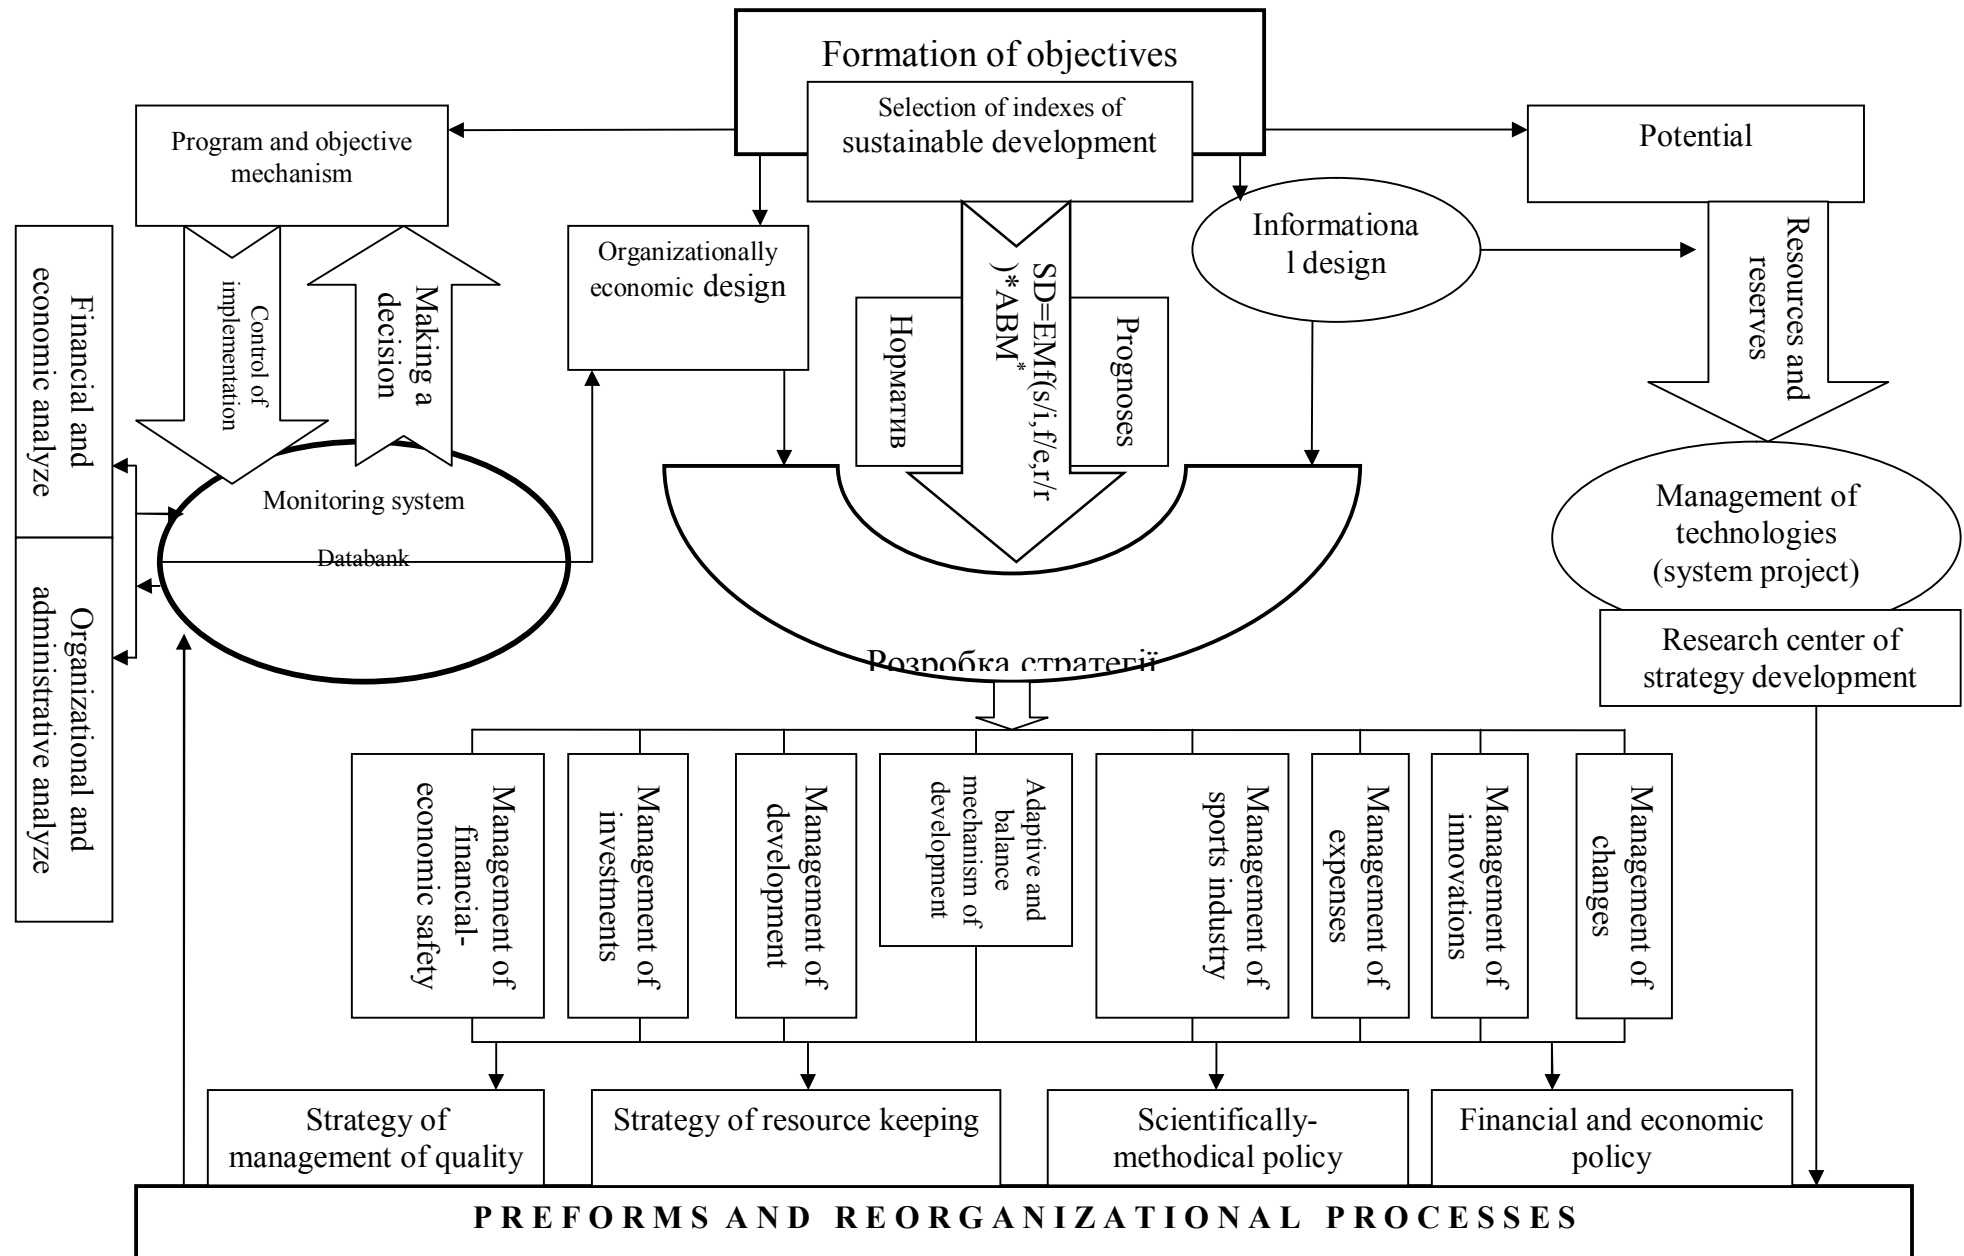 Formation of objectives
Selection of indexes of
sustainable development
Program and objective
mechanism
Potential
Organizationally
economic design
Informationa
l design
Financial and
economic analyze
Organizational and
administrative analyze
Control of
implementation
Making a
decision
Норматив
SD=EMf(s/i,f/e,r/r
)*ABM*
Prognoses
Resources and
reserves
Monitoring system
Databank
Management of
technologies
(system project)
Research center of
strategy development
Розробка стратегії
Management of
financial-
economic safety
Management of
investments
Management of
development
Adaptive and
balance
mechanism of
development
Management of
sports industry
Management of
expenses
Management of
innovations
Management of
changes
Strategy of
management of quality
Strategy of resource keeping
Scientifically-
methodical policy
Financial and economic
policy
PREFORMS AND REORGANIZATIONAL PROCESSES